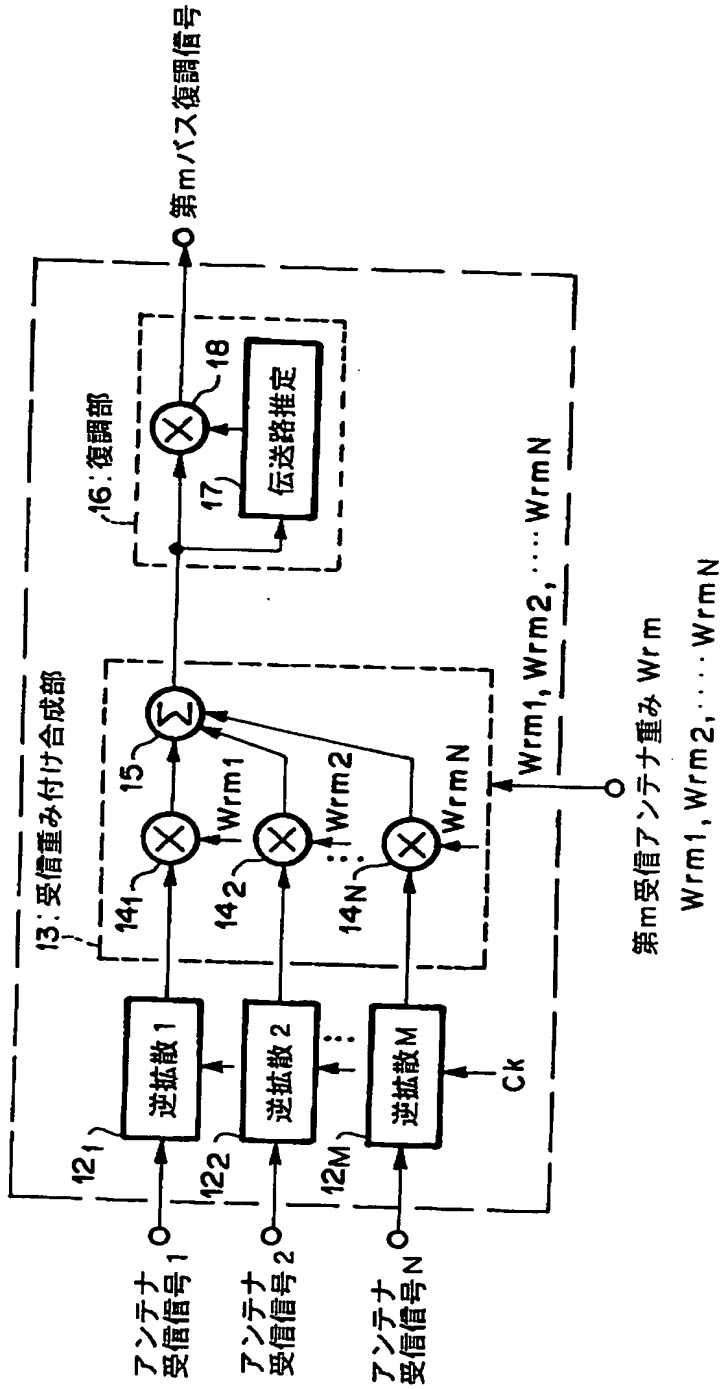 アンテナ
受信信号1
アンテナ
受信信号2
アンテナ
受信信号N
12₁
逆拡散1
12₂
逆拡散2
12M
逆拡散M
Ck
13:受信重み付け合成部
14₁
Wrm1
14₂
Wrm2
14N
WrmN
15
Σ
16:復調部
17
伝送路推定
18
第mパス復調信号
Wrm1, Wrm2, ···· WrmN
第m受信アンテナ重み Wrm
Wrm1, Wrm2, ···· WrmN